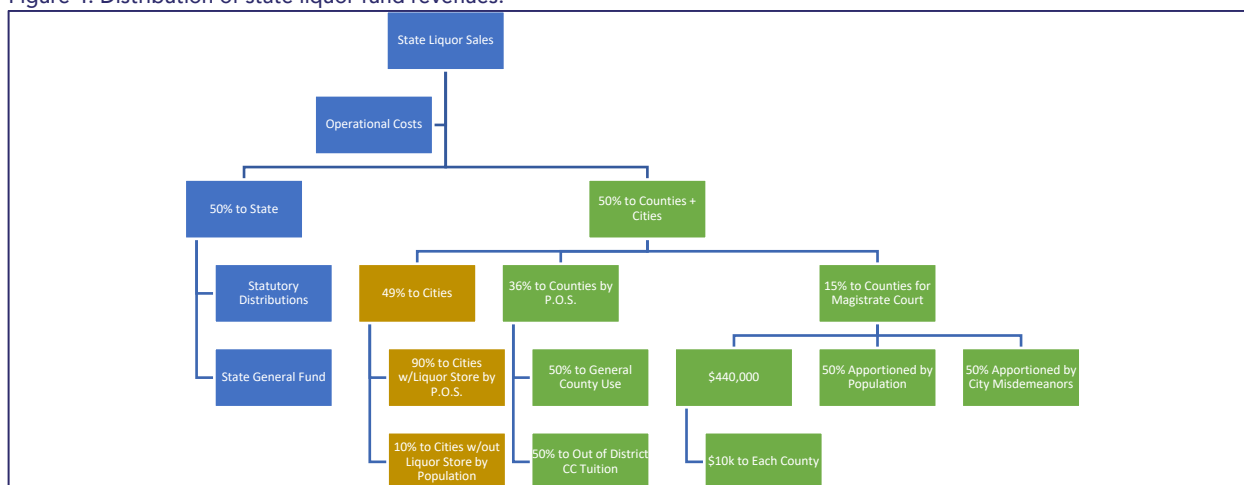 Figure 4. Distribution of state liquor fund revenues.
State Liquor Sales
Operational Costs
50% to State
50% to Counties +
Cities
Statutory
Distributions
49% to Cities
36% to Counties by
P.O.S.
15% to Counties for
Magistrate Court
State General Fund
90% to Cities
w/Liquor Store by
P.O.S.
50% to General
County Use
$440,000
50% Apportioned by
Population
50% Apportioned by
City Misdemeanors
10% to Cities w/out
Liquor Store by
Population
50% to Out of District
CC Tuition
$10k to Each County